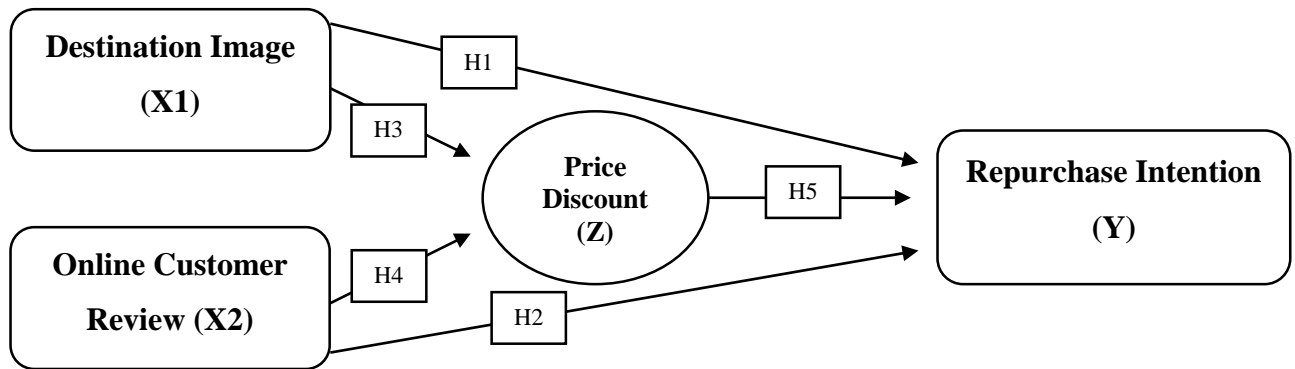 Destination Image
(X1)
H1
H3
Price
Discount
(Z)
H5
Repurchase Intention
(Y)
Online Customer
Review (X2)
H4
H2